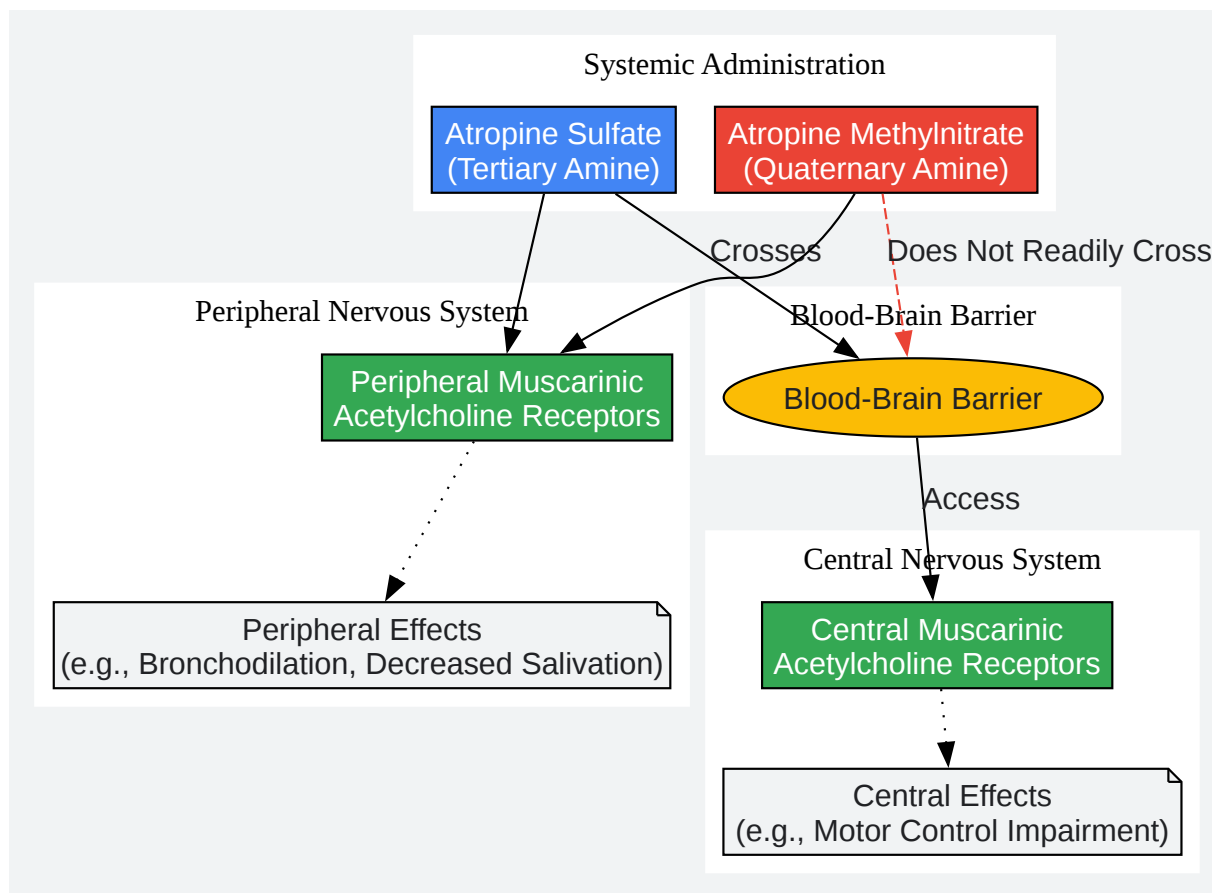 Systemic Administration
Atropine Sulfate
(Tertiary Amine)
Atropine Methylnitrate
(Quaternary Amine)
Crosses
Does Not Readily Cross
Peripheral Nervous System
Blood-Brain Barrier
Peripheral Muscarinic
Acetylcholine Receptors
Blood-Brain Barrier
Access
Central Nervous System
Peripheral Effects
(e.g., Bronchodilation, Decreased Salivation)
Central Muscarinic
Acetylcholine Receptors
Central Effects
(e.g., Motor Control Impairment)